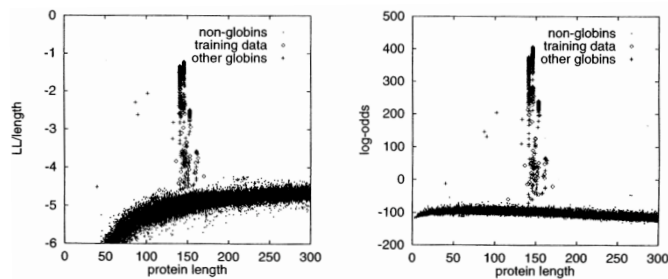 0
-1
-2
-3
-4
-5
-6
LL/length
non-globins
training data
other globins
0 50 100 150 200 250 300
protein length
500
400
300
200
100
0
-100
-200
log-odds
non-globins
training data
other globins
0 50 100 150 200 250 300
protein length